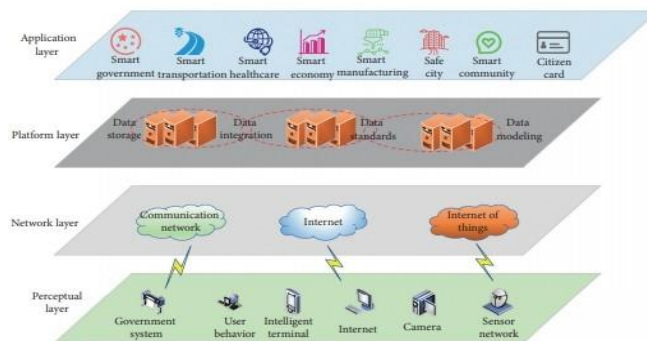 Application
layer
Smart
government
Smart
transportation
Smart
healthcare
Smart
economy
Smart
manufacturing
Safe
city
Smart
community
Citizen
card
Platform layer
Data
storage
Data
integration
Data
standards
Data
modeling
Network layer
Communication
network
Internet
Internet of
things
Perceptual
layer
Government
system
User
behavior
Intelligent
terminal
Internet
Camera
Sensor
network